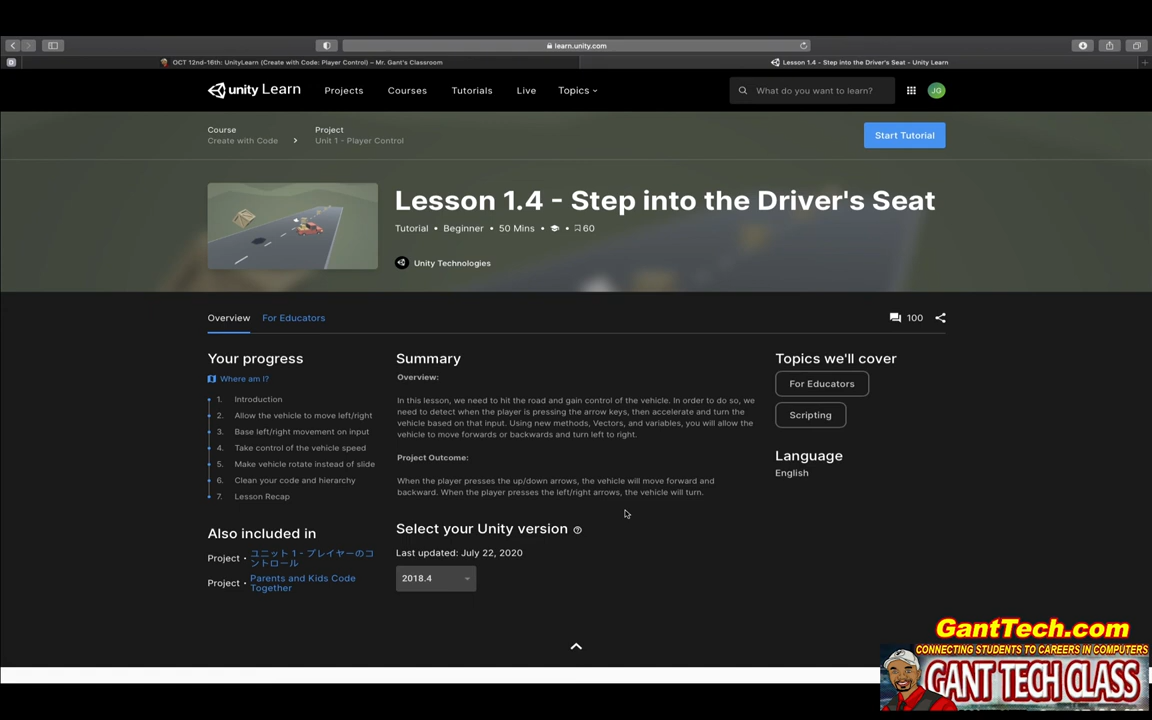 learn.unity.com
OCT 12nd-16th: UnityLearn (Create with Code: Player Control) – Mr. Gant's Classroom
Lesson 1.4 - Step into the Driver's Seat - Unity Learn
unity Learn
Projects
Courses
Tutorials
Live
Topics
What do you want to learn?
JG
Course
Create with Code
Project
Unit 1 - Player Control
Start Tutorial
Lesson 1.4 - Step into the Driver's Seat
Tutorial • Beginner • 50 Mins • • 60
Unity Technologies
Overview
For Educators
100
Your progress
Where am I?
1. Introduction
2. Allow the vehicle to move left/right
3. Base left/right movement on input
4. Take control of the vehicle speed
5. Make vehicle rotate instead of slide
6. Clean your code and hierarchy
7. Lesson Recap
Also included in
Project • ユニット 1 - プレイヤーのコ
ントロール
Project • Parents and Kids Code
Together
Summary
Overview:
In this lesson, we need to hit the road and gain control of the vehicle. In order to do so, we
need to detect when the player is pressing the arrow keys, then accelerate and turn the
vehicle based on that input. Using new methods, Vectors, and variables, you will allow the
vehicle to move forwards or backwards and turn left to right.
Project Outcome:
When the player presses the up/down arrows, the vehicle will move forward and
backward. When the player presses the left/right arrows, the vehicle will turn.
Select your Unity version
Last updated: July 22, 2020
2018.4
Topics we'll cover
For Educators
Scripting
Language
English
GantTech.com
CONNECTING STUDENTS TO CAREERS IN COMPUTERS
GANT TECH CLASS